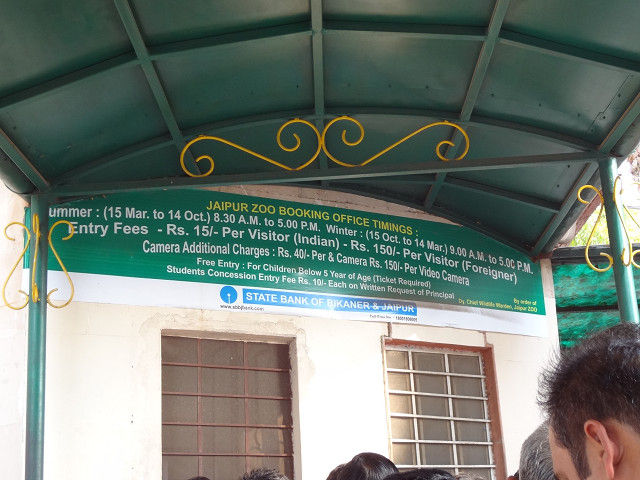 JAIPUR ZOO BOOKING OFFICE TIMINGS :
ummer : (15 Mar. to 14 Oct.) 8.30 A.M. to 5.00 P.M. Winter : (15 Oct. to 14 Mar.) 9.00 A.M. to 5.00 P.M.
Entry Fees - Rs. 15/- Per Visitor (Indian) - Rs. 150/- Per Visitor (Foreigner)
Camera Additional Charges : Rs. 40/- Per & Camera Rs. 150/- Per Video Camera
Free Entry : For Children Below 5 Year of Age (Ticket Required)
Students Concession Entry Fee Rs. 10/- Each on Written Request of Principal
By order of
Dy. Chief Wildlife Warden, Jaipur ZOO
STATE BANK OF BIKANER & JAIPUR
www.sbbjbank.com